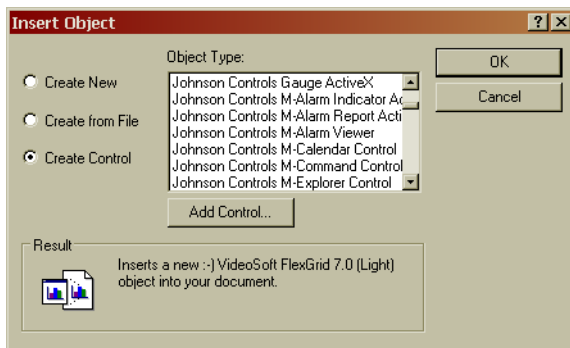 Insert Object
Object Type:
Create New
Create from File
Create Control
Johnson Controls Gauge ActiveX
Johnson Controls M-Alarm Indicator Ac
Johnson Controls M-Alarm Report Acti
Johnson Controls M-Alarm Viewer
Johnson Controls M-Calendar Control
Johnson Controls M-Command Control
Johnson Controls M-Explorer Control
Add Control...
OK
Cancel
Result
Inserts a new :-) VideoSoft FlexGrid 7.0 (Light)
object into your document.